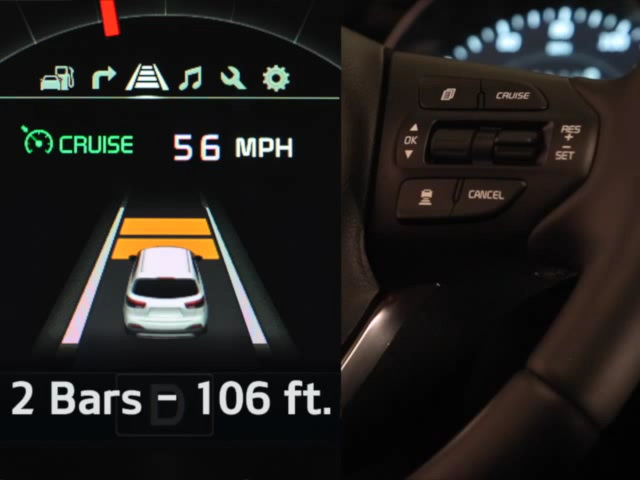 CRUISE 56 MPH
2 Bars - 106 ft.
D
CRUISE
OK
RES
+
-
SET
CANCEL